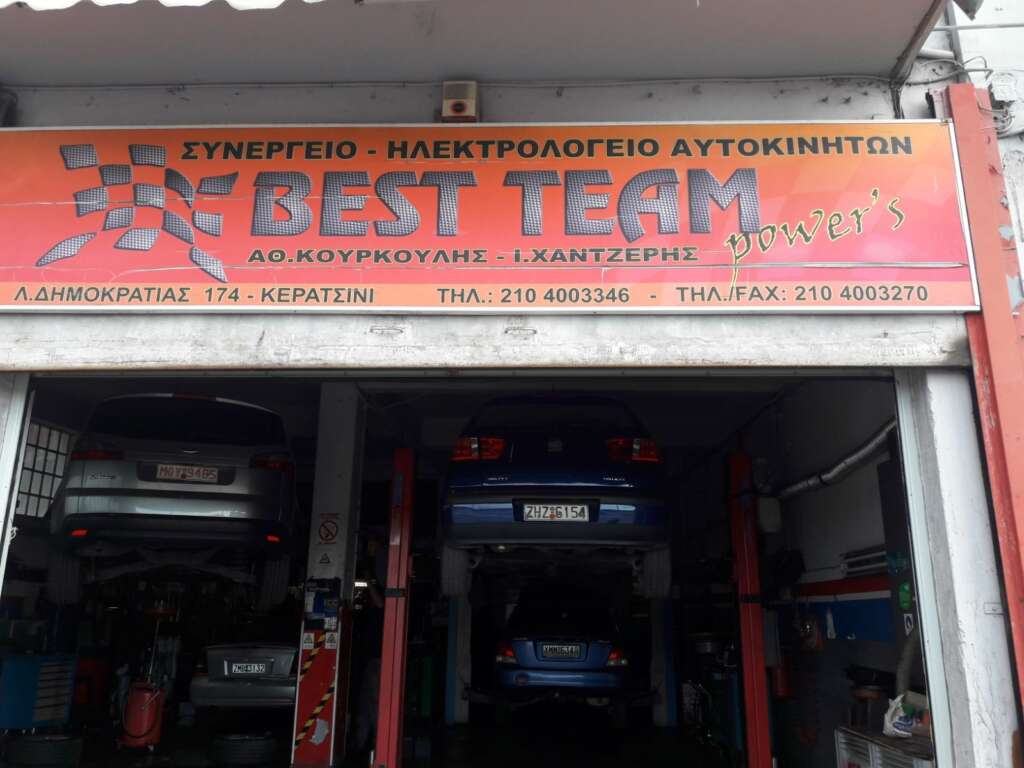 ΣΥΝΕΡΓΕΙΟ - ΗΛΕΚΤΡΟΛΟΓΕΙΟ ΑΥΤΟΚΙΝΗΤΩΝ
BEST TEAM
power's
ΑΘ.ΚΟΥΡΚΟΥΛΗΣ - Ι.ΧΑΝΤΖΕΡΗΣ
Λ.ΔΗΜΟΚΡΑΤΙΑΣ 174 - ΚΕΡΑΤΣΙΝΙ ΤΗΛ.: 210 4003346 - ΤΗΛ./FAX: 210 4003270
ZHZ 6154